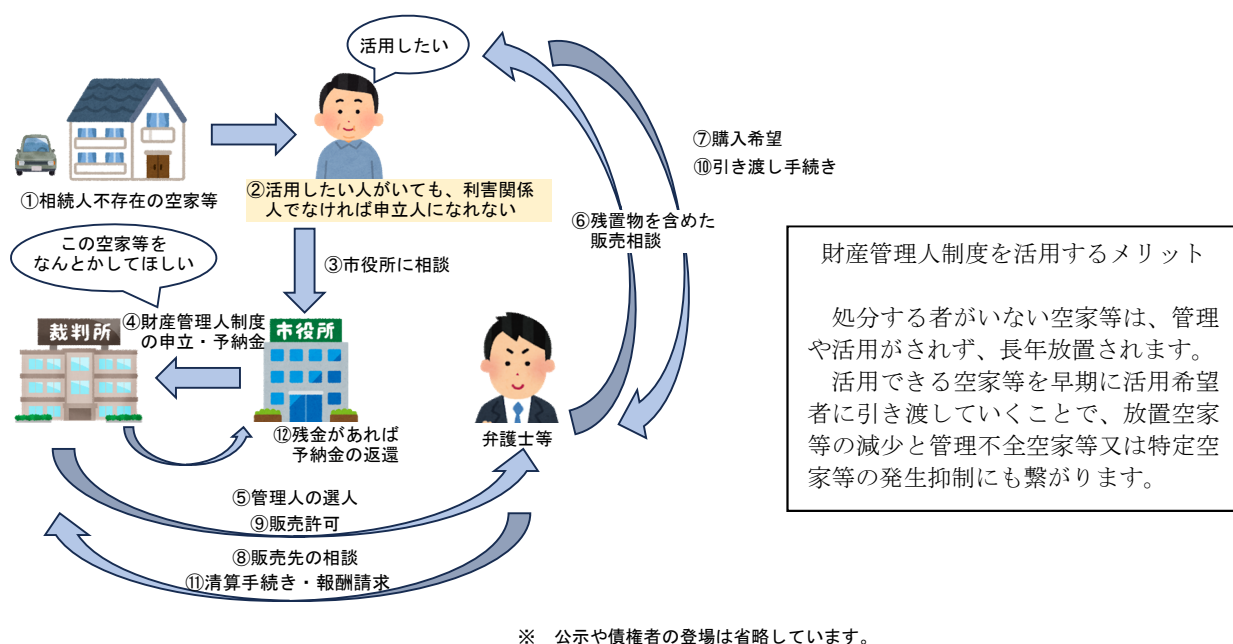 活用したい
①相続人不存在の空家等
②活用したい人がいても、利害関係
人でなければ申立人になれない
③市役所に相談
この空家等を
なんとかしてほしい
④財産管理人制度
の申立・予納金
裁判所
市役所
⑫残金があれば
予納金の返還
弁護士等
⑤管理人の選人
⑨販売許可
⑧販売先の相談
⑪清算手続き・報酬請求
⑥残置物を含めた
販売相談
⑦購入希望
⑩引き渡し手続き
財産管理人制度を活用するメリット
処分する者がいない空家等は、管理
や活用がされず、長年放置されます。
活用できる空家等を早期に活用希望
者に引き渡していくことで、放置空家
等の減少と管理不全空家等又は特定空
家等の発生抑制にも繋がります。
※　公示や債権者の登場は省略しています。